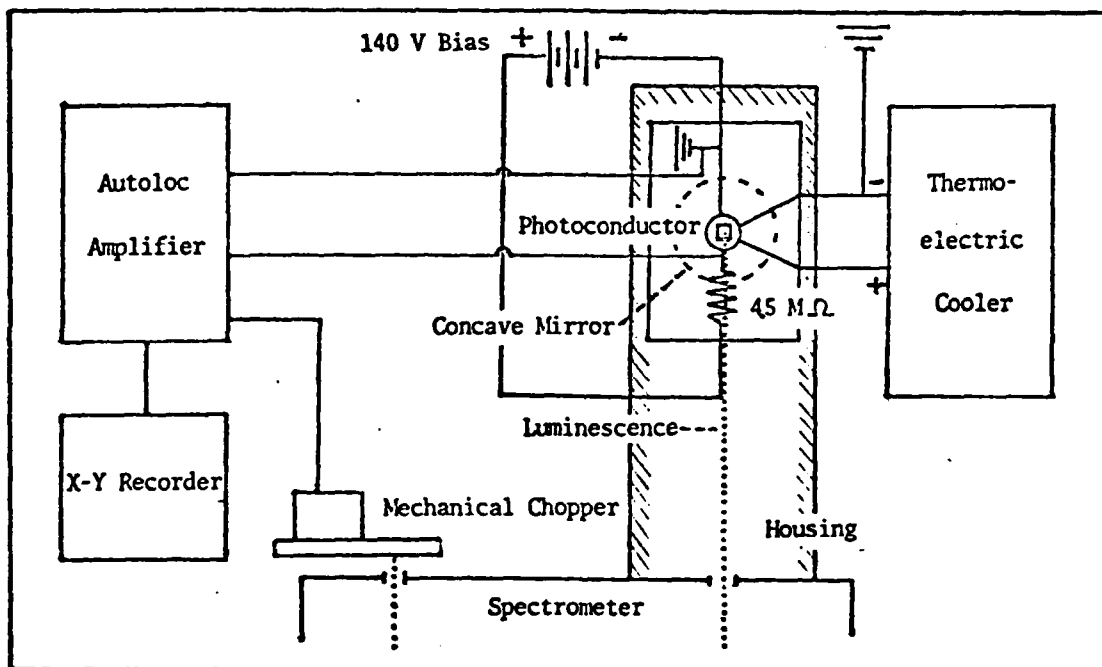 140 V Bias + -
Autoloc
Amplifier
Photoconductor
-
Thermo-
electric
Cooler
+
45 MΩ
Concave Mirror
Luminescence
X-Y Recorder
Mechanical Chopper
Housing
Spectrometer